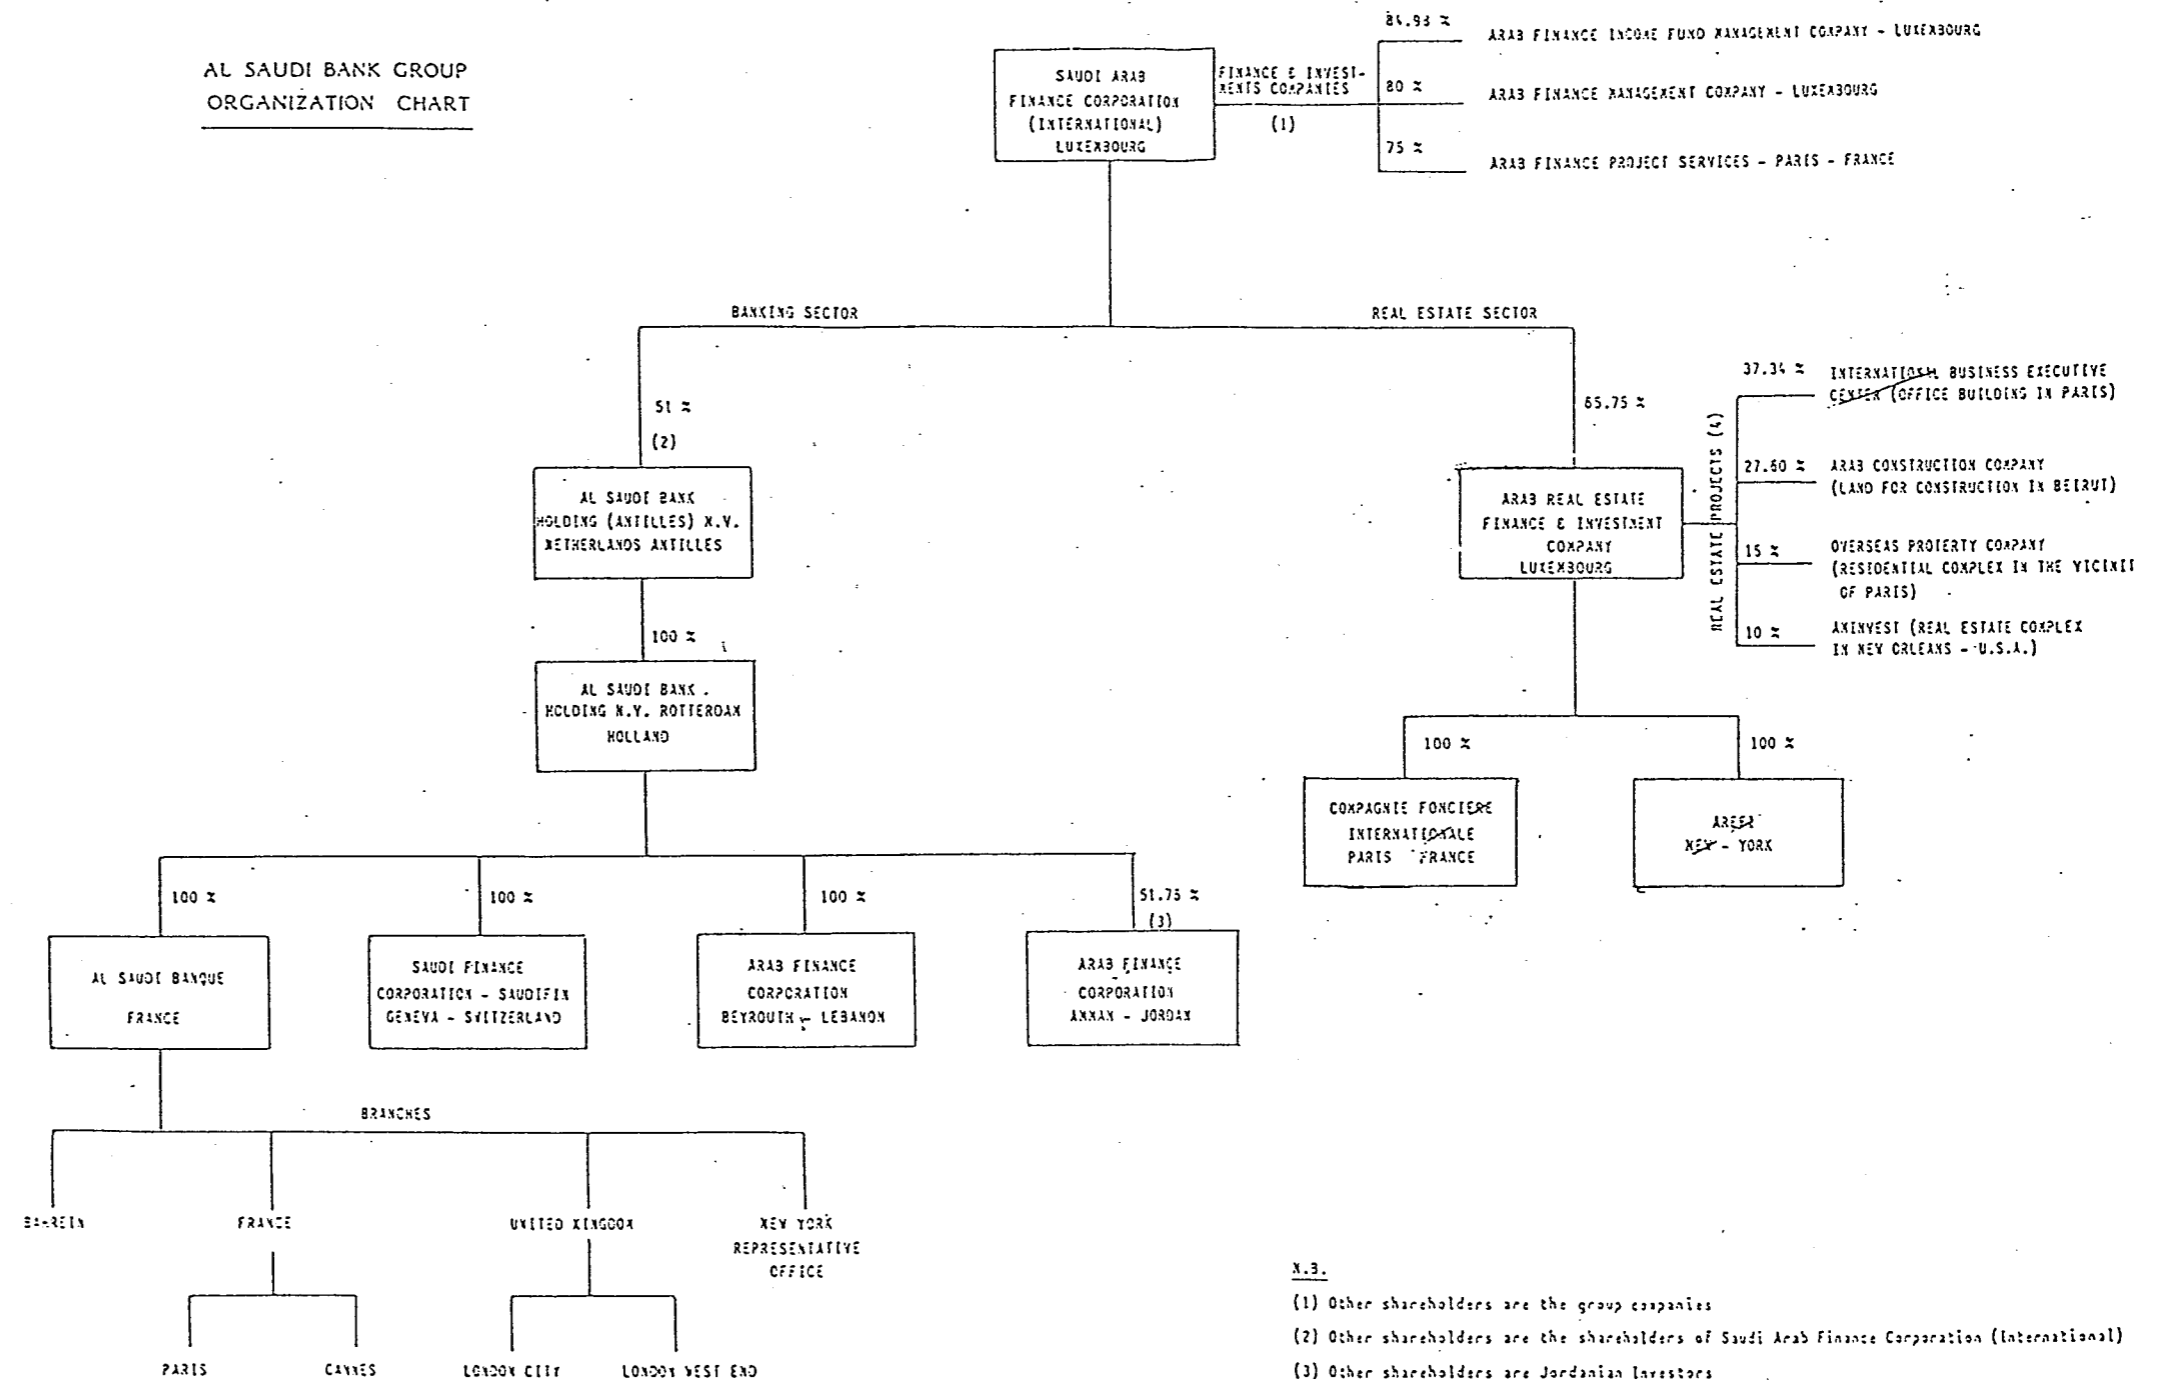 AL SAUDI BANK GROUP
ORGANIZATION CHART
SAUDI ARAB
FINANCE CORPORATION
(INTERNATIONAL)
LUXEMBOURG
FINANCE & INVEST-
MENTS COMPANIES
(1)
84.93 %
ARAB FINANCE INCOME FUND MANAGEMENT COMPANY - LUXEMBOURG
80 %
ARAB FINANCE MANAGEMENT COMPANY - LUXEMBOURG
75 %
ARAB FINANCE PROJECT SERVICES - PARIS - FRANCE
BANKING SECTOR
REAL ESTATE SECTOR
51 %
(2)
AL SAUDI BANK
HOLDING (ANTILLES) N.V.
NETHERLANDS ANTILLES
100 %
AL SAUDI BANK
HOLDING N.V. ROTTERDAM
HOLLAND
65.75 %
ARAB REAL ESTATE
FINANCE & INVESTMENT
COMPANY
LUXEMBOURG
REAL ESTATE PROJECTS (4)
37.34 %
INTERNATIONAL BUSINESS EXECUTIVE
CENTER (OFFICE BUILDING IN PARIS)
27.60 %
ARAB CONSTRUCTION COMPANY
(LAND FOR CONSTRUCTION IN BEIRUT)
15 %
OVERSEAS PROTERTY COMPANY
(RESIDENTIAL COMPLEX IN THE VICINIT
OF PARIS)
10 %
AMINVEST (REAL ESTATE COMPLEX
IN NEW ORLEANS - U.S.A.)
100 %
COMPAGNIE FONCIERE
INTERNATIONALE
PARIS FRANCE
100 %
NEW - YORK
100 %
AL SAUDI BANQUE
FRANCE
100 %
SAUDI FINANCE
CORPORATION - SAUDIFIN
GENEVA - SWITZERLAND
100 %
ARAB FINANCE
CORPORATION
BEYROUTH - LEBANON
51.75 %
(3)
ARAB FINANCE
CORPORATION
AMMAN - JORDAN
BRANCHES
BAHREIN
FRANCE
UNITED KINGDOM
NEW YORK
REPRESENTATIVE
OFFICE
PARIS
CANNES
LONDON CITY
LONDON WEST END
N.B.
(1) Other shareholders are the group companies
(2) Other shareholders are the shareholders of Saudi Arab Finance Corporation (International)
(3) Other shareholders are Jordanian Investors